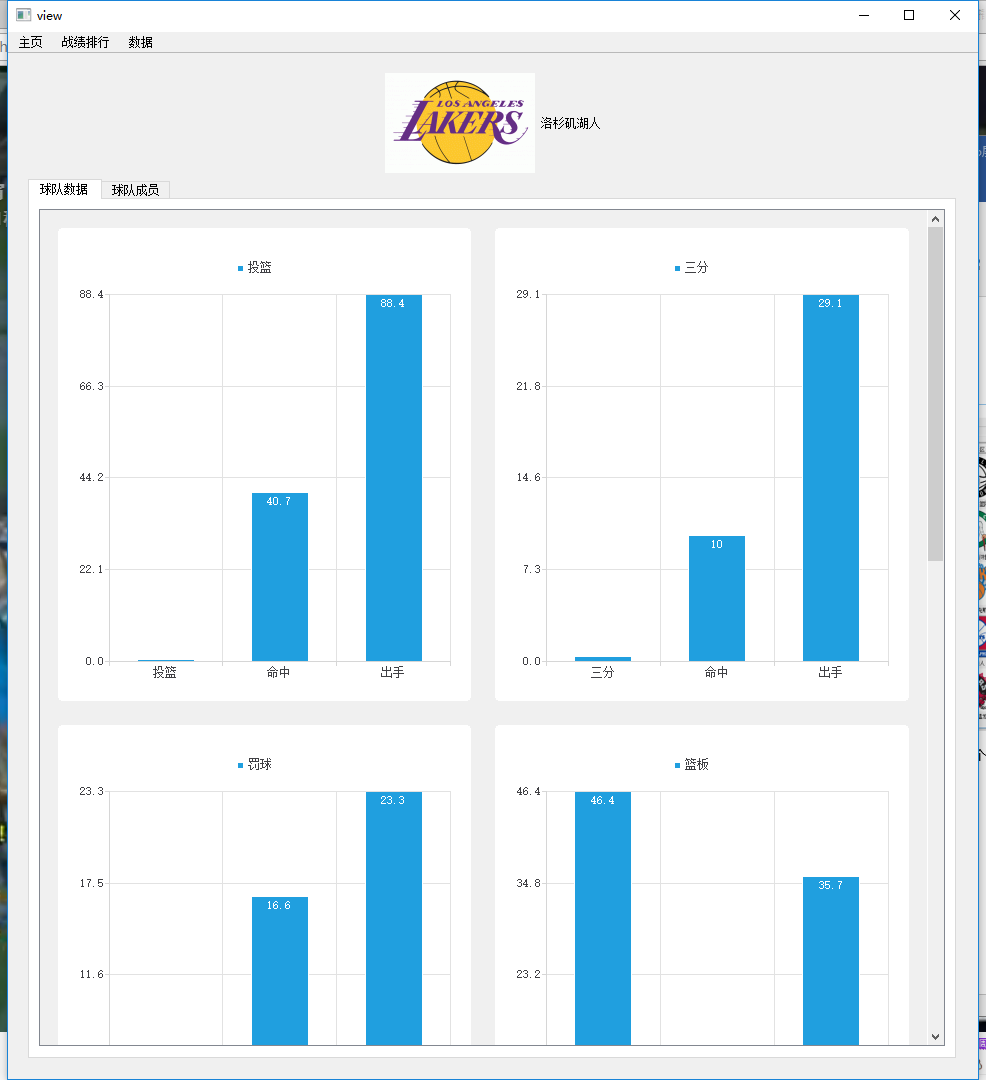 view
主页 战绩排行 数据
LOS ANGELES
LAKERS
洛杉矶湖人
球队数据 球队成员
投篮
88.4
88.4
66.3
44.2
40.7
22.1
0.0
投篮 命中 出手
三分
29.1
29.1
21.8
14.6
10
7.3
0.0
三分 命中 出手
罚球
23.3
23.3
17.5
16.6
11.6
篮板
46.4
46.4
34.8
35.7
23.2